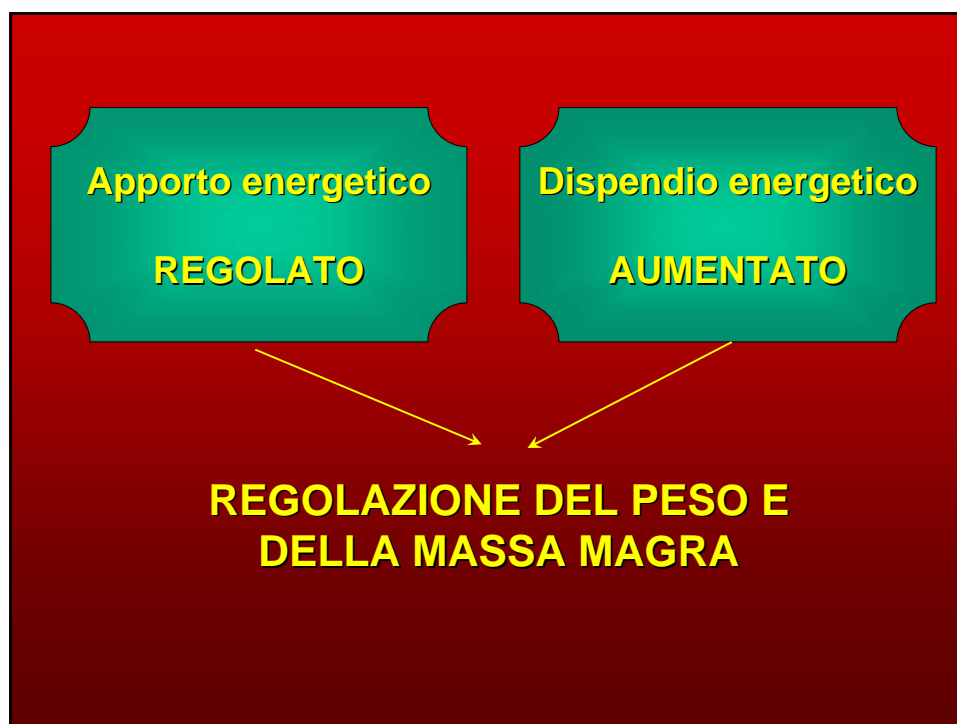 Apporto energetico
REGOLATO
Dispendio energetico
AUMENTATO
REGOLAZIONE DEL PESO E
DELLA MASSA MAGRA